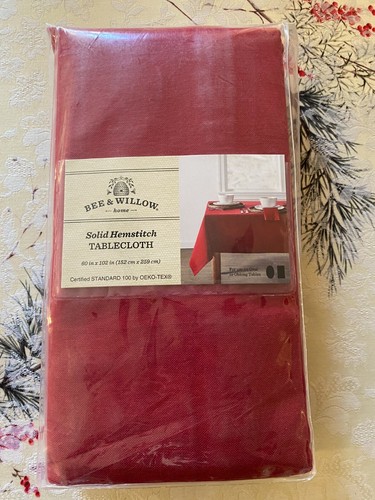 BEE & WILLOW.
home
Solid Hemstitch
TABLECLOTH
60 in x 102 in (152 cm x 259 cm)
Certified STANDARD 100 by OEKO-TEX®